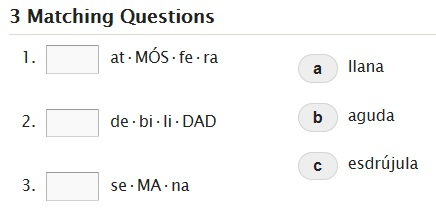 3 Matching Questions
1. at·MÓS·fe·ra
a llana
2. de·bi·li·DAD
b aguda
c esdrújula
3. se·MA·na